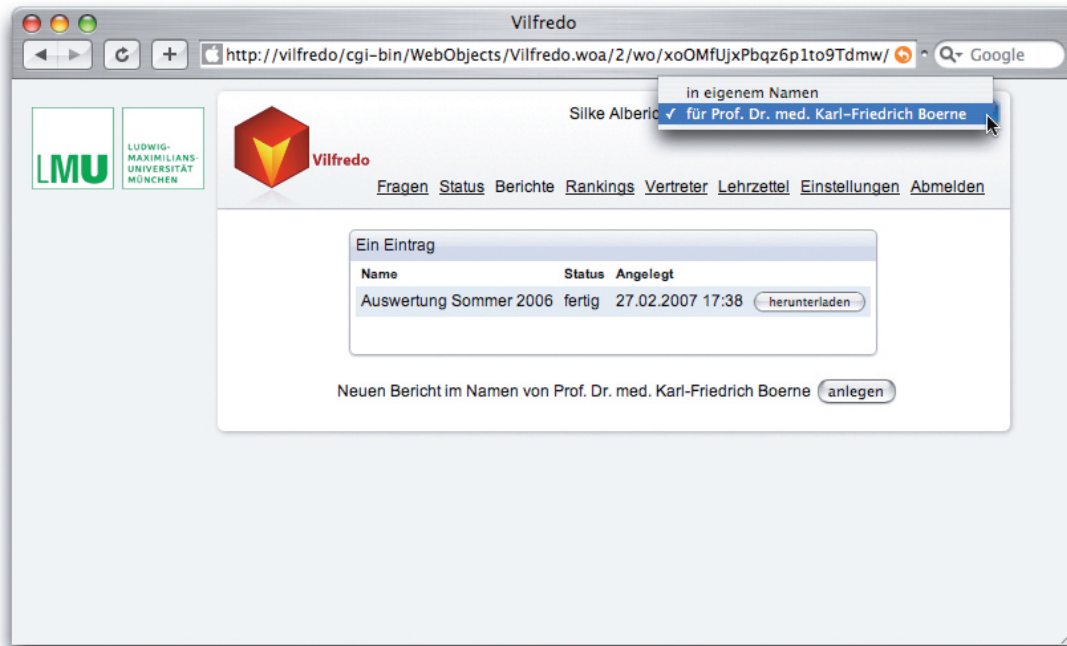 Vilfredo
http://vilfredo/cgi-bin/WebObjects/Vilfredo.woa/2/wo/xoOMfUjxPbqz6p1to9Tdmw/
Google
in eigenem Namen
Silke
✓ für Prof. Dr. med. Karl-Friedrich Boerne
LMU
LUDWIG-
MAXIMILIANS-
UNIVERSITÄT
MÜNCHEN
Vilfredo
Fragen Status Berichte Rankings Vertreter Lehrzettel Einstellungen Abmelden
Ein Eintrag
Name Status Angelegt
Auswertung Sommer 2006 fertig 27.02.2007 17:38 herunterladen
Neuen Bericht im Namen von Prof. Dr. med. Karl-Friedrich Boerne anlegen